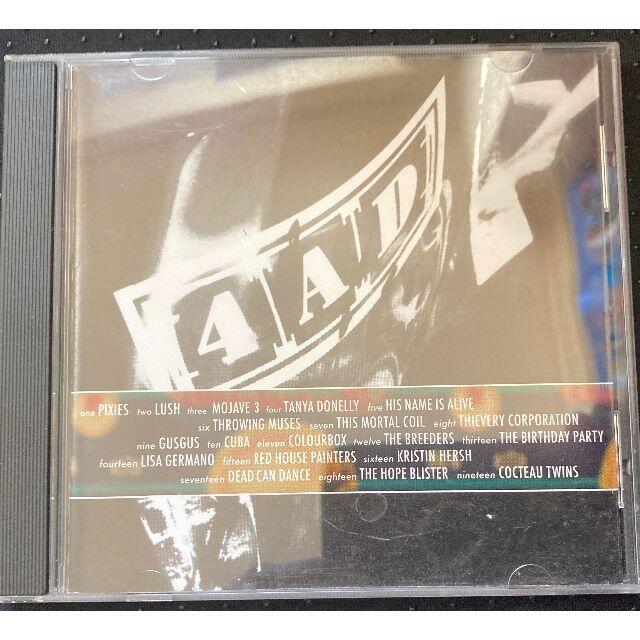 4AD
one PIXIES two LUSH three MOJAVE 3 four TANYA DONELLY five HIS NAME IS ALIVE
six THROWING MUSES seven THIS MORTAL COIL eight THIEVERY CORPORATION
nine GUSGUS ten CUBA eleven COLOURBOX twelve THE BREEDERS thirteen THE BIRTHDAY PARTY
fourteen LISA GERMANO fifteen RED HOUSE PAINTERS sixteen KRISTIN HERSH
seventeen DEAD CAN DANCE eighteen THE HOPE BLISTER nineteen COCTEAU TWINS